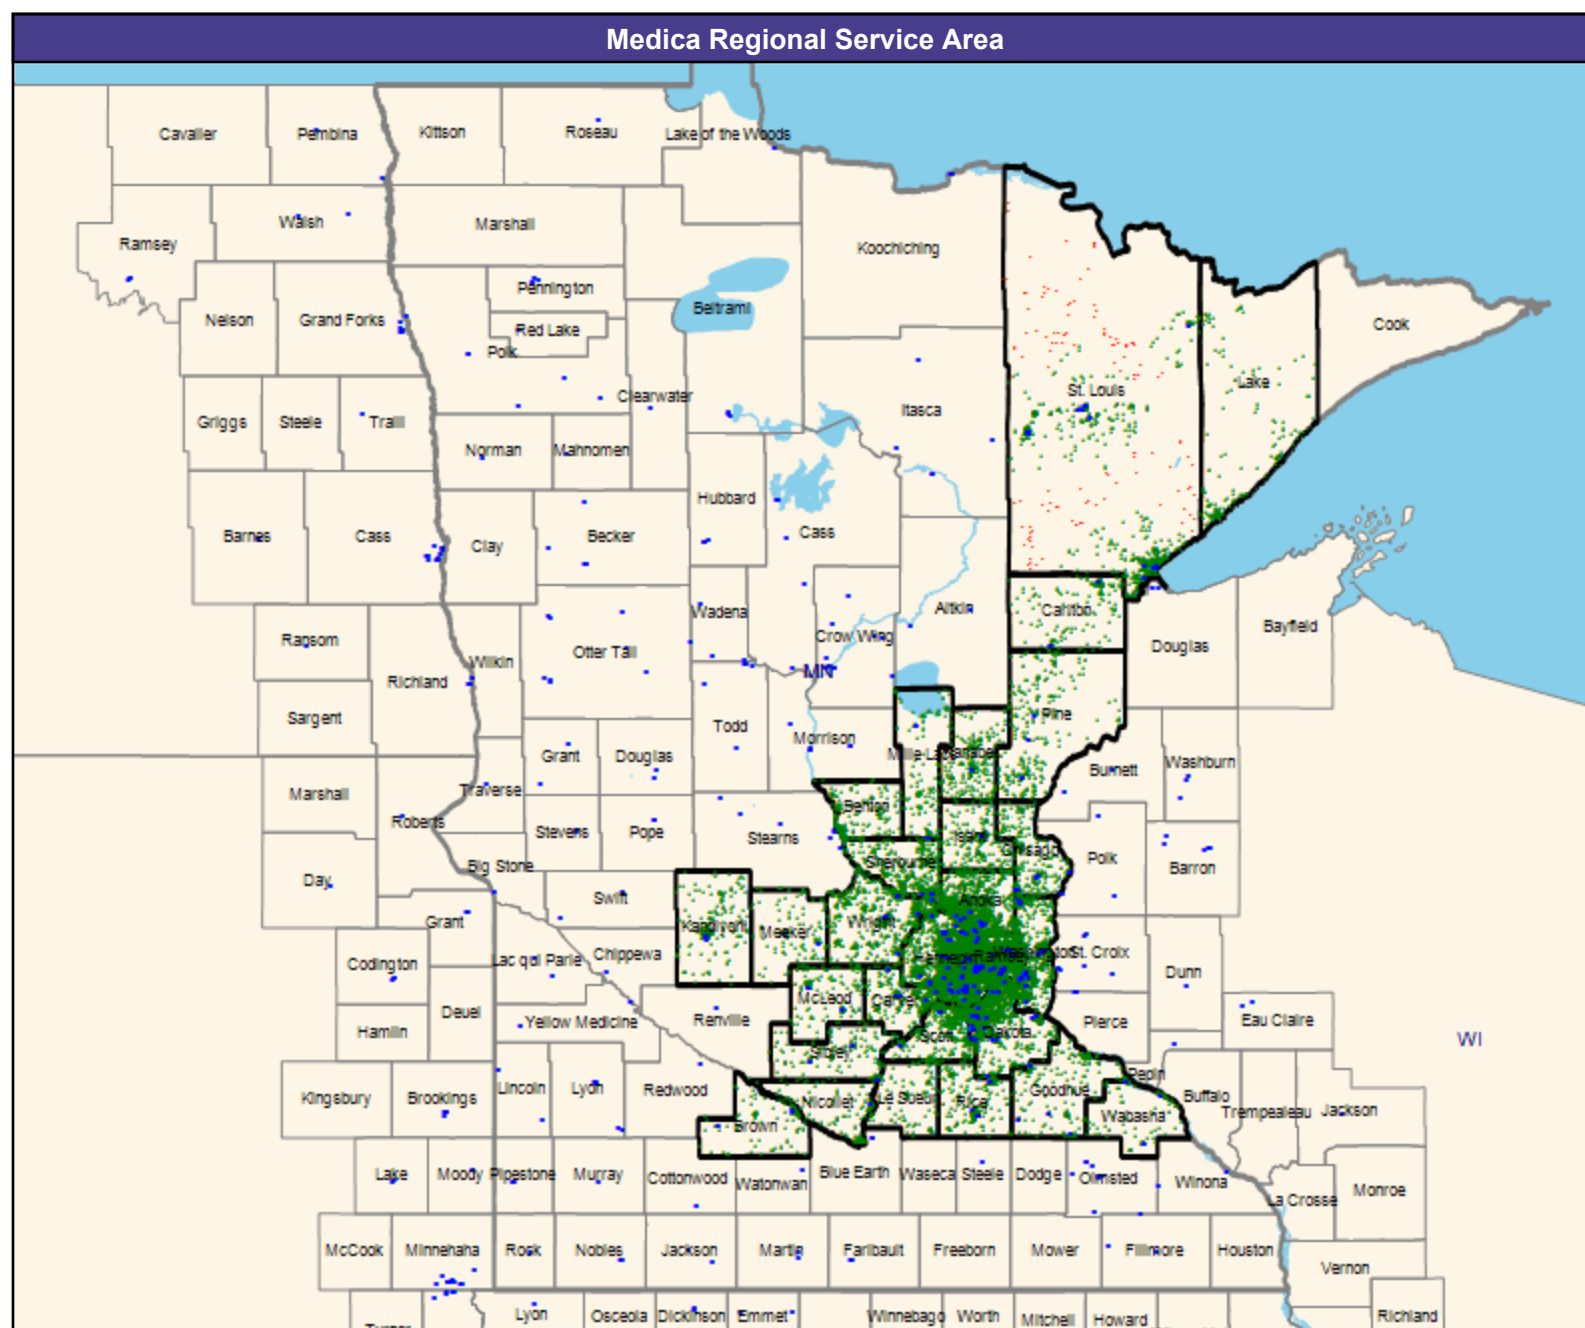 Medica Regional Service Area
Cavalier
Pembina
Kittson
Roseau
Lake of the Woods
Ramsey
Walsh
Marshall
Koochiching
Pennington
Nelson
Grand Forks
Red Lake
Beltrami
Cook
Polk
St. Louis
Lake
Clearwater
Itasca
Griggs
Steele
Traill
Norman
Mahnomen
Hubbard
Barnes
Cass
Clay
Becker
Cass
Ransom
Wadena
Aitkin
Carlton
Richland
Wilkin
Otter Tail
Crow Wing
MN
Douglas
Bayfield
Sargent
Todd
Morrison
Pine
Grant
Douglas
Mille Lacs
Kanabec
Burnett
Washburn
Marshall
Roberts
Traverse
Stevens
Pope
Stearns
Benton
Isanti
Chisago
Polk
Barron
Day
Big Stone
Swift
Sherburne
Anoka
Grant
Kandiyohi
Meeker
Wright
Codington
Lac qui Parle
Chippewa
Hennepin
Ramsey
Washington
St. Croix
Dunn
Hamlin
Deuel
Yellow Medicine
Renville
McLeod
Carver
Scott
Dakota
Pierce
Eau Claire
WI
Sibley
Kingsbury
Brookings
Lincoln
Lyon
Redwood
Brown
Nicollet
Le Sueur
Rice
Goodhue
Wabasha
Pepin
Buffalo
Trempealeau
Jackson
Lake
Moody
Pipestone
Murray
Cottonwood
Watonwan
Blue Earth
Waseca
Steele
Dodge
Olmsted
Winona
La Crosse
Monroe
McCook
Minnehaha
Rock
Nobles
Jackson
Martin
Faribault
Freeborn
Mower
Fillmore
Houston
Vernon
Lyon
Osceola
Dickinson
Emmet
Winnebago
Worth
Mitchell
Howard
Richland